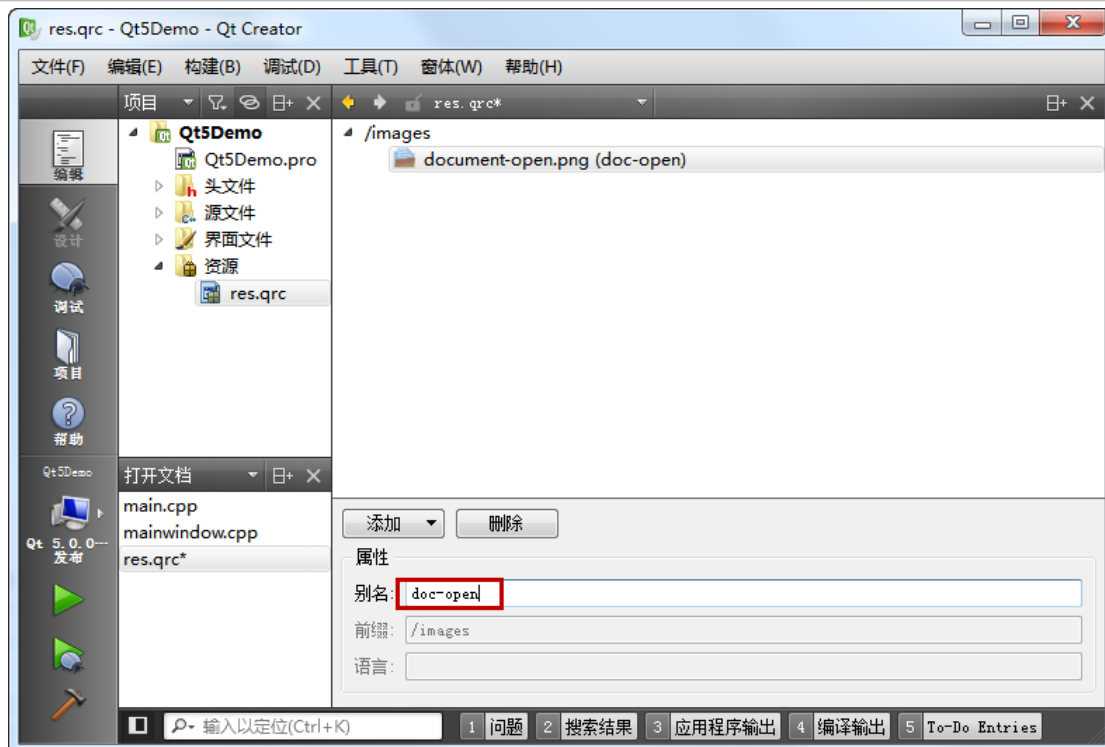 res.qrc - Qt5Demo - Qt Creator
文件(F) 编辑(E) 构建(B) 调试(D) 工具(T) 窗体(W) 帮助(H)
项目
res.qrc*
编辑
设计
调试
项目
帮助
Qt5Demo
Qt 5.0.0---
发布
Qt5Demo
Qt5Demo.pro
头文件
源文件
界面文件
资源
res.qrc
打开文档
main.cpp
mainwindow.cpp
res.qrc*
/images
document-open.png (doc-open)
添加 删除
属性
别名: doc-open
前缀: /images
语言:
输入以定位(Ctrl+K)
1 问题 2 搜索结果 3 应用程序输出 4 编译输出 5 To-Do Entries